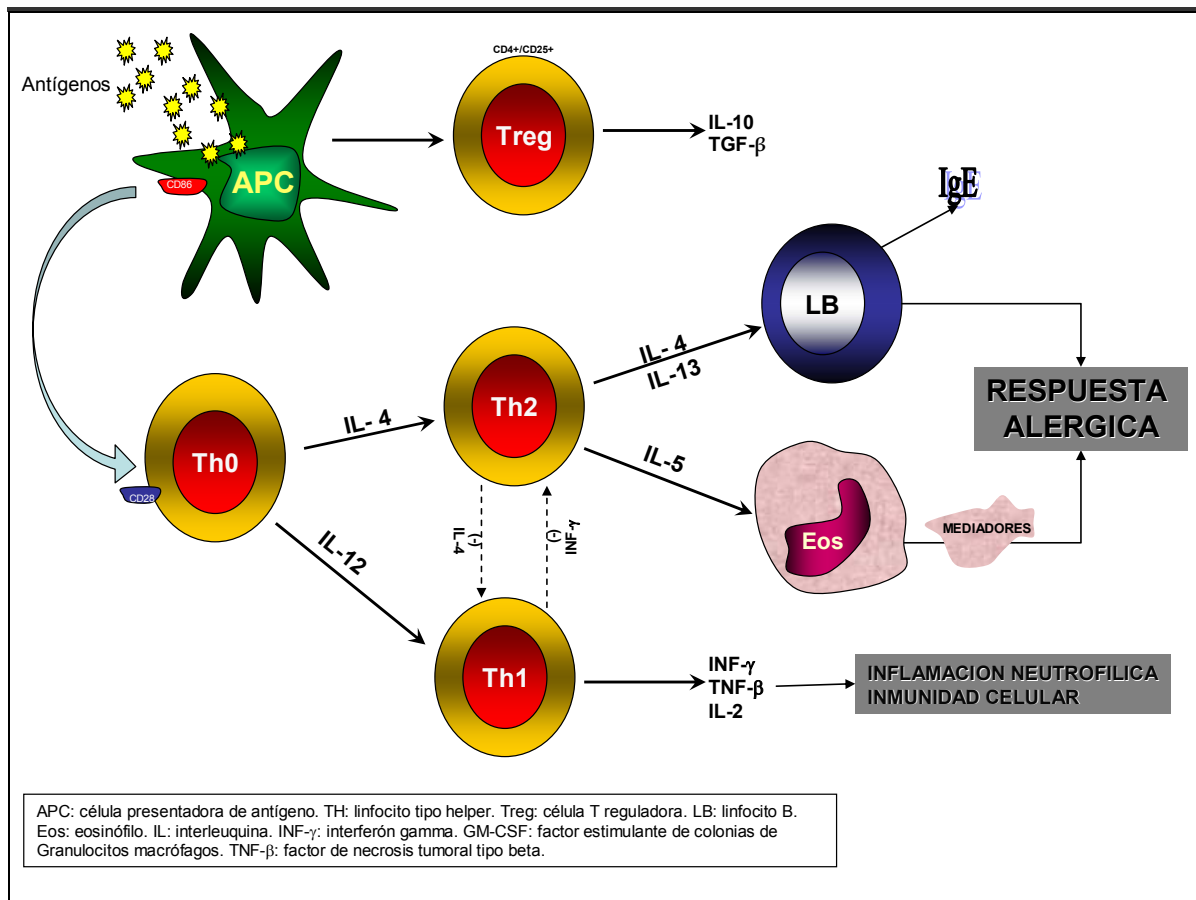 CD4+/CD25+
Antígenos
Treg
IL-10
TGF-β
APC
CD86
IgE
LB
IL- 4
IL-13
RESPUESTA
ALERGICA
Th2
IL- 4
Th0
CD28
IL-5
Eos
MEDIADORES
IL-4
(-)
(-)
INF-γ
IL-12
Th1
INF-γ
TNF-β
IL-2
INFLAMACION NEUTROFILICA
INMUNIDAD CELULAR
APC: célula presentadora de antígeno. TH: linfocito tipo helper. Treg: célula T reguladora. LB: linfocito B.
Eos: eosinófilo. IL: interleuquina. INF-γ: interferón gamma. GM-CSF: factor estimulante de colonias de
Granulocitos macrófagos. TNF-β: factor de necrosis tumoral tipo beta.